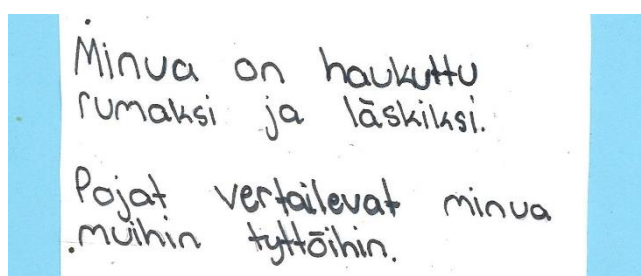 Minua on haukuttu
rumaksi ja läskiksi.
Pojat vertailevat minua
muihin tyttöihin.